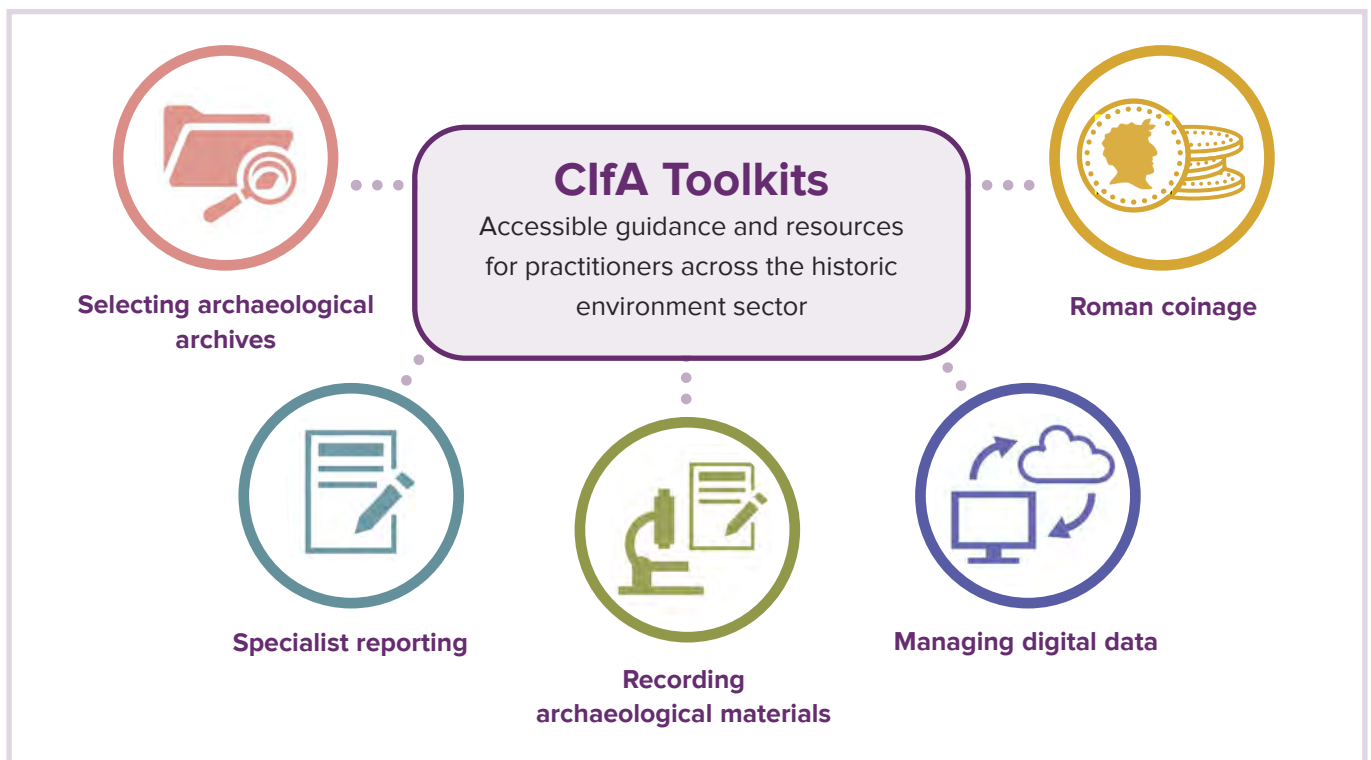 CIfA Toolkits
Accessible guidance and resources
for practitioners across the historic
environment sector
Selecting archaeological
archives
Roman coinage
Specialist reporting
Recording
archaeological materials
Managing digital data